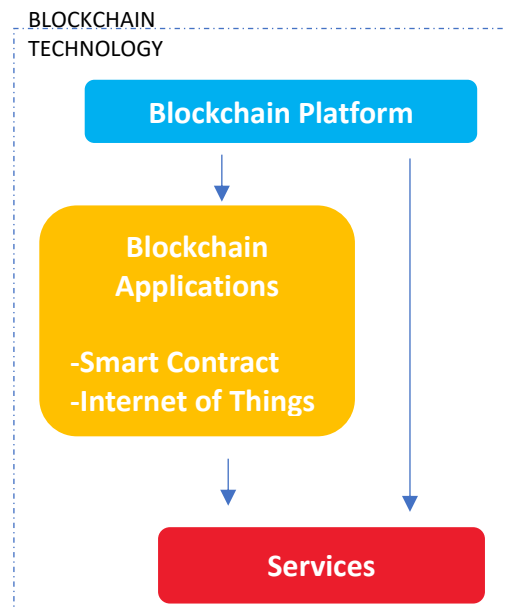 BLOCKCHAIN
TECHNOLOGY
Blockchain Platform
Blockchain
Applications
-Smart Contract
-Internet of Things
Services